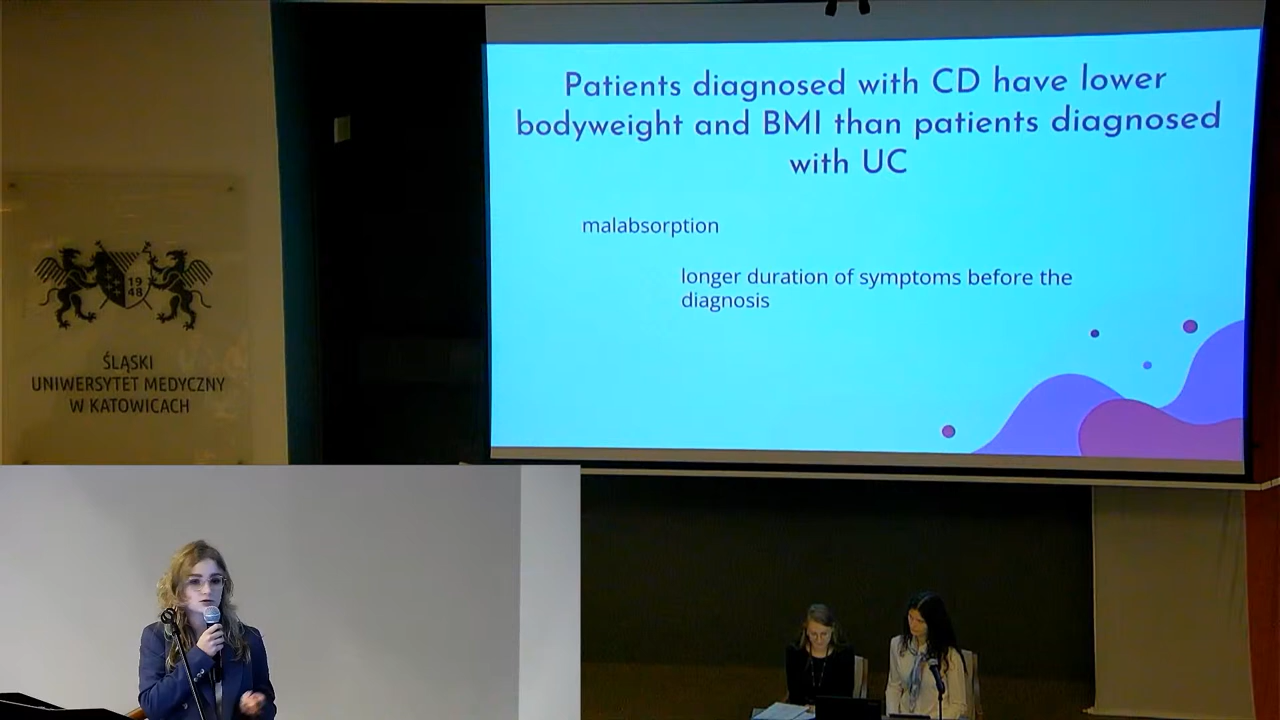 Patients diagnosed with CD have lower
bodyweight and BMI than patients diagnosed
with UC
malabsorption
longer duration of symptoms before the
diagnosis
19
48
ŚLĄSKI
UNIWERSYTET MEDYCZNY
W KATOWICACH